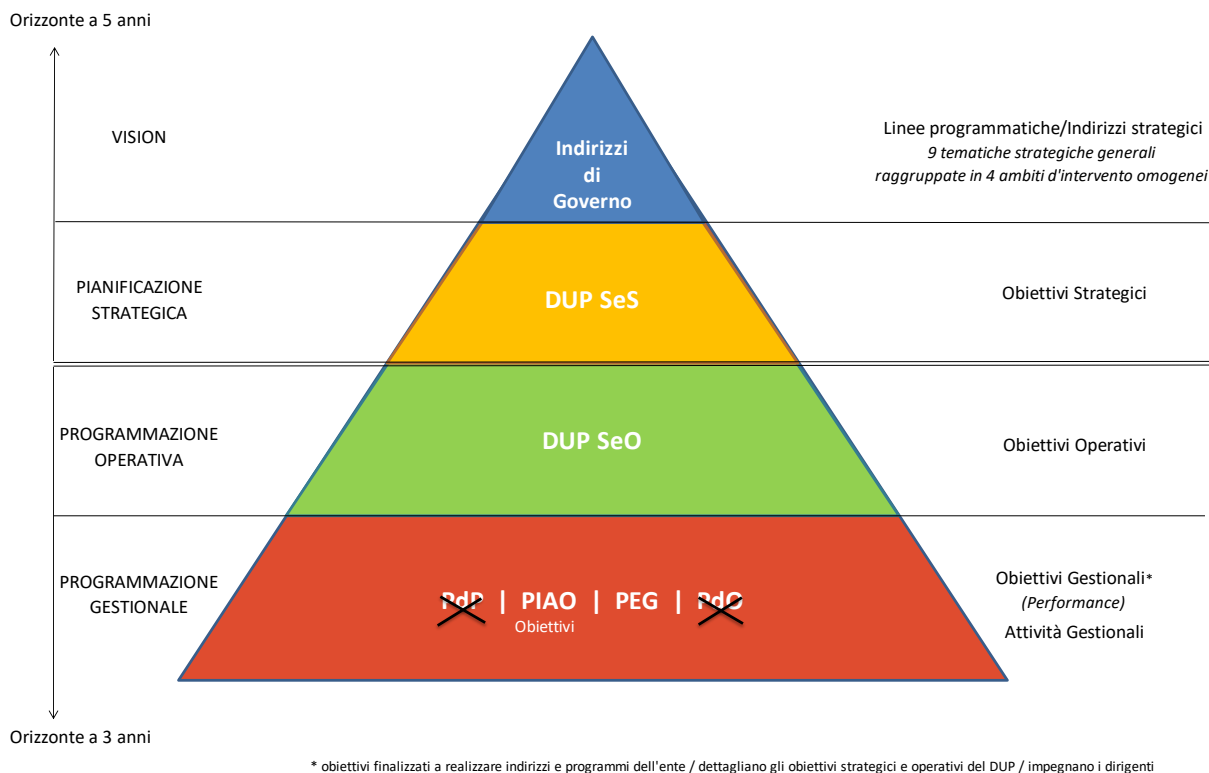 Orizzonte a 5 anni
VISION
Indirizzi
di
Governo
Linee programmatiche/Indirizzi strategici
9 tematiche strategiche generali
raggruppate in 4 ambiti d'intervento omogenei
PIANIFICAZIONE
STRATEGICA
DUP SeS
Obiettivi Strategici
PROGRAMMAZIONE
OPERATIVA
DUP SeO
Obiettivi Operativi
PROGRAMMAZIONE
GESTIONALE
PdP | PIAO | PEG | PdO
Obiettivi
Obiettivi Gestionali*
(Performance)
Attività Gestionali
Orizzonte a 3 anni
* obiettivi finalizzati a realizzare indirizzi e programmi dell'ente / dettagliano gli obiettivi strategici e operativi del DUP / impegnano i dirigenti